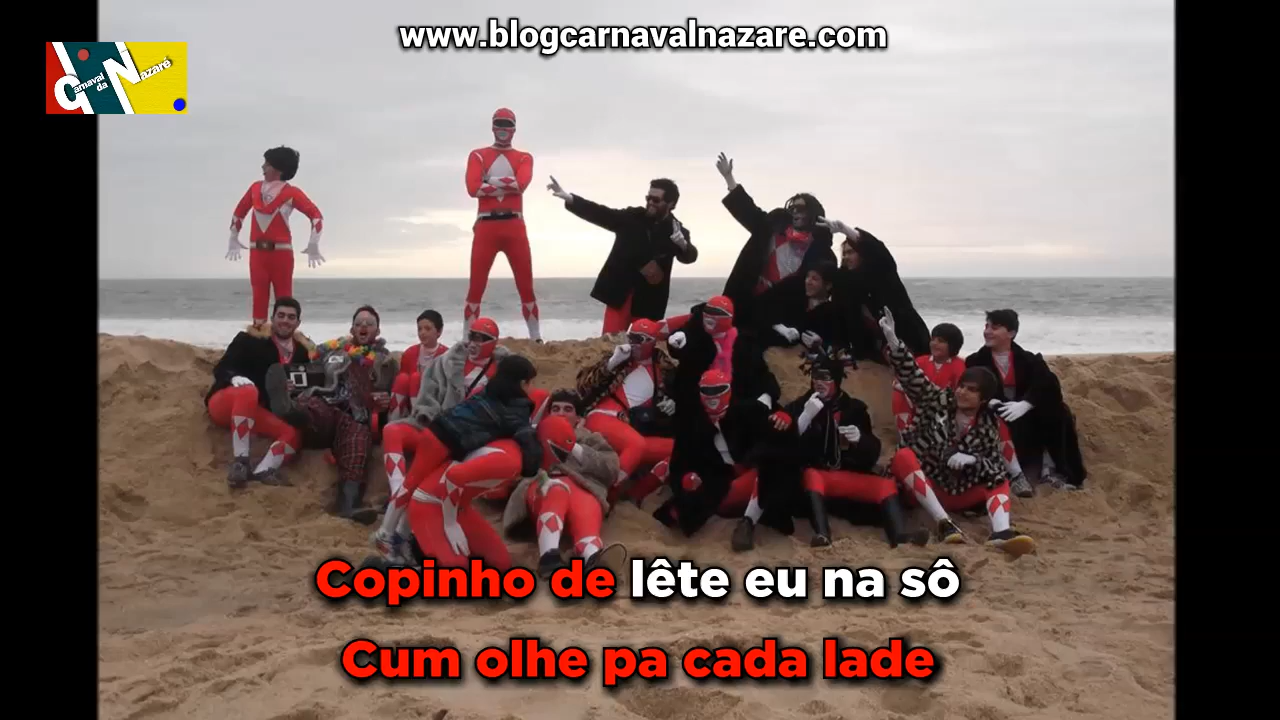 www.blogcarnavalnazare.com
Carnaval
da
Nazaré
Copinho de lête eu na sô
Cum olhe pa cada lade